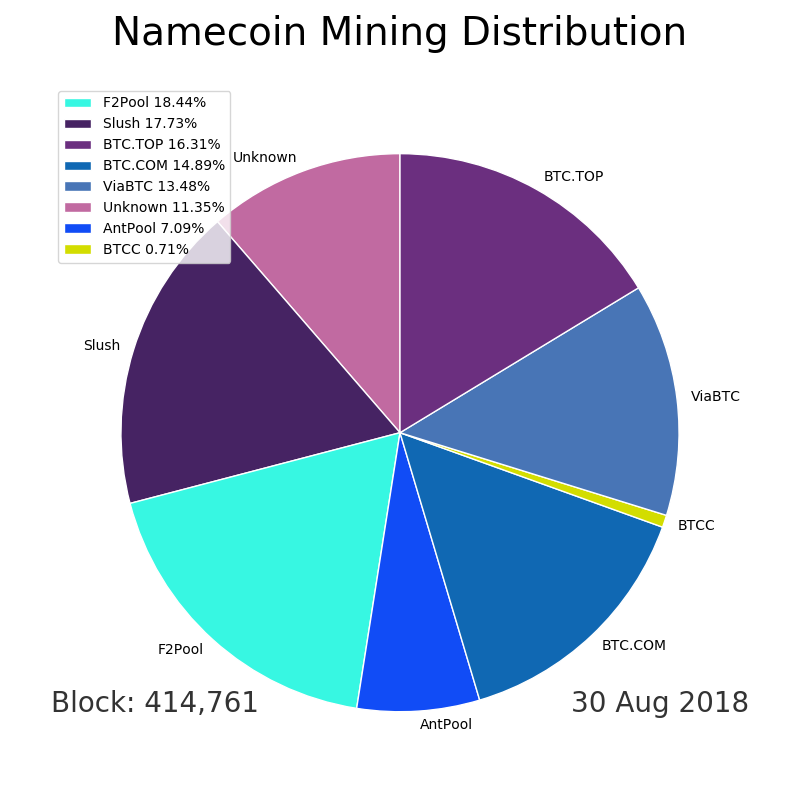 Namecoin Mining Distribution
F2Pool 18.44%
Slush 17.73%
BTC.TOP 16.31%
BTC.COM 14.89%
ViaBTC 13.48%
Unknown 11.35%
AntPool 7.09%
BTCC 0.71%
Unknown
BTC.TOP
Slush
ViaBTC
BTCC
F2Pool
BTC.COM
Block: 414,761
30 Aug 2018
AntPool